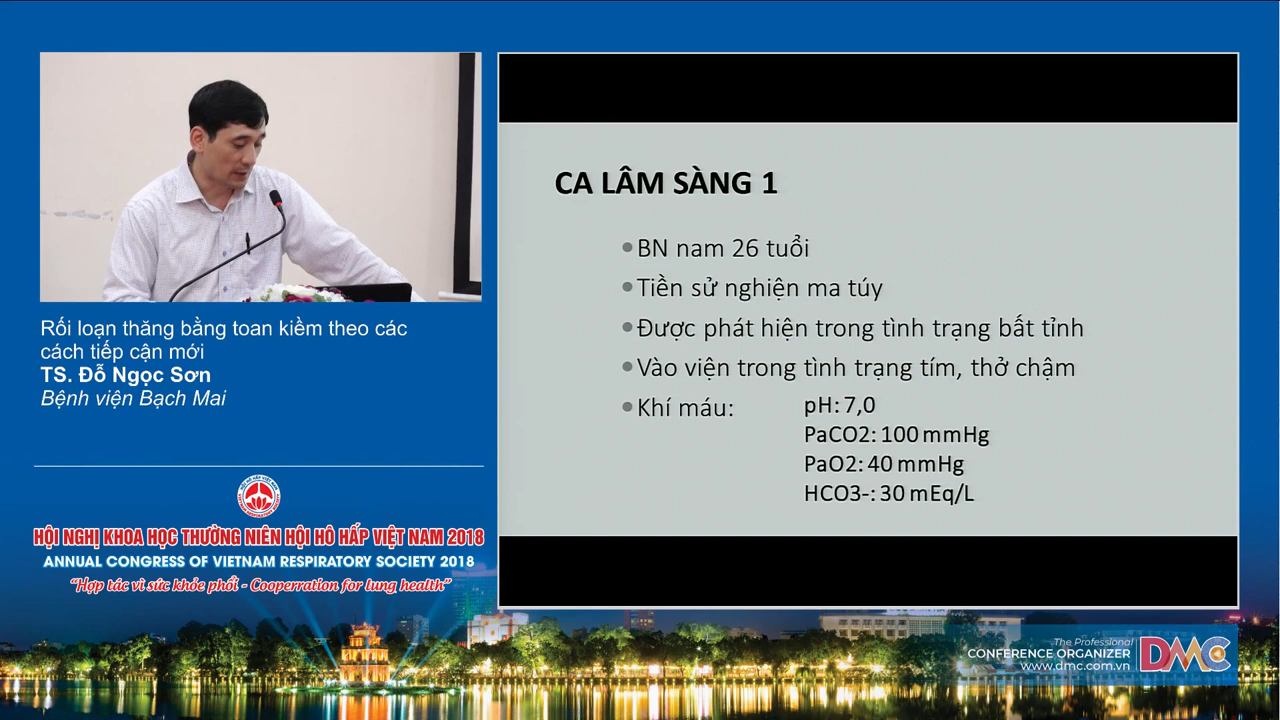 Rối loạn thăng bằng toan kiềm theo các
cách tiếp cận mới
TS. Đỗ Ngọc Sơn
Bệnh viện Bạch Mai
HỘI NGHỊ KHOA HỌC THƯỜNG NIÊN HỘI HÔ HẤP VIỆT NAM 2018
ANNUAL CONGRESS OF VIETNAM RESPIRATORY SOCIETY 2018
“Hợp tác vì sức khỏe phổi - Cooperration for lung health”
CA LÂM SÀNG 1
BN nam 26 tuổi
Tiền sử nghiện ma túy
Được phát hiện trong tình trạng bất tỉnh
Vào viện trong tình trạng tím, thở chậm
Khí máu:
pH: 7,0
PaCO2: 100 mmHg
PaO2: 40 mmHg
HCO3-: 30 mEq/L
The Professional
CONFERENCE ORGANIZER
www.dmc.com.vn
DMC